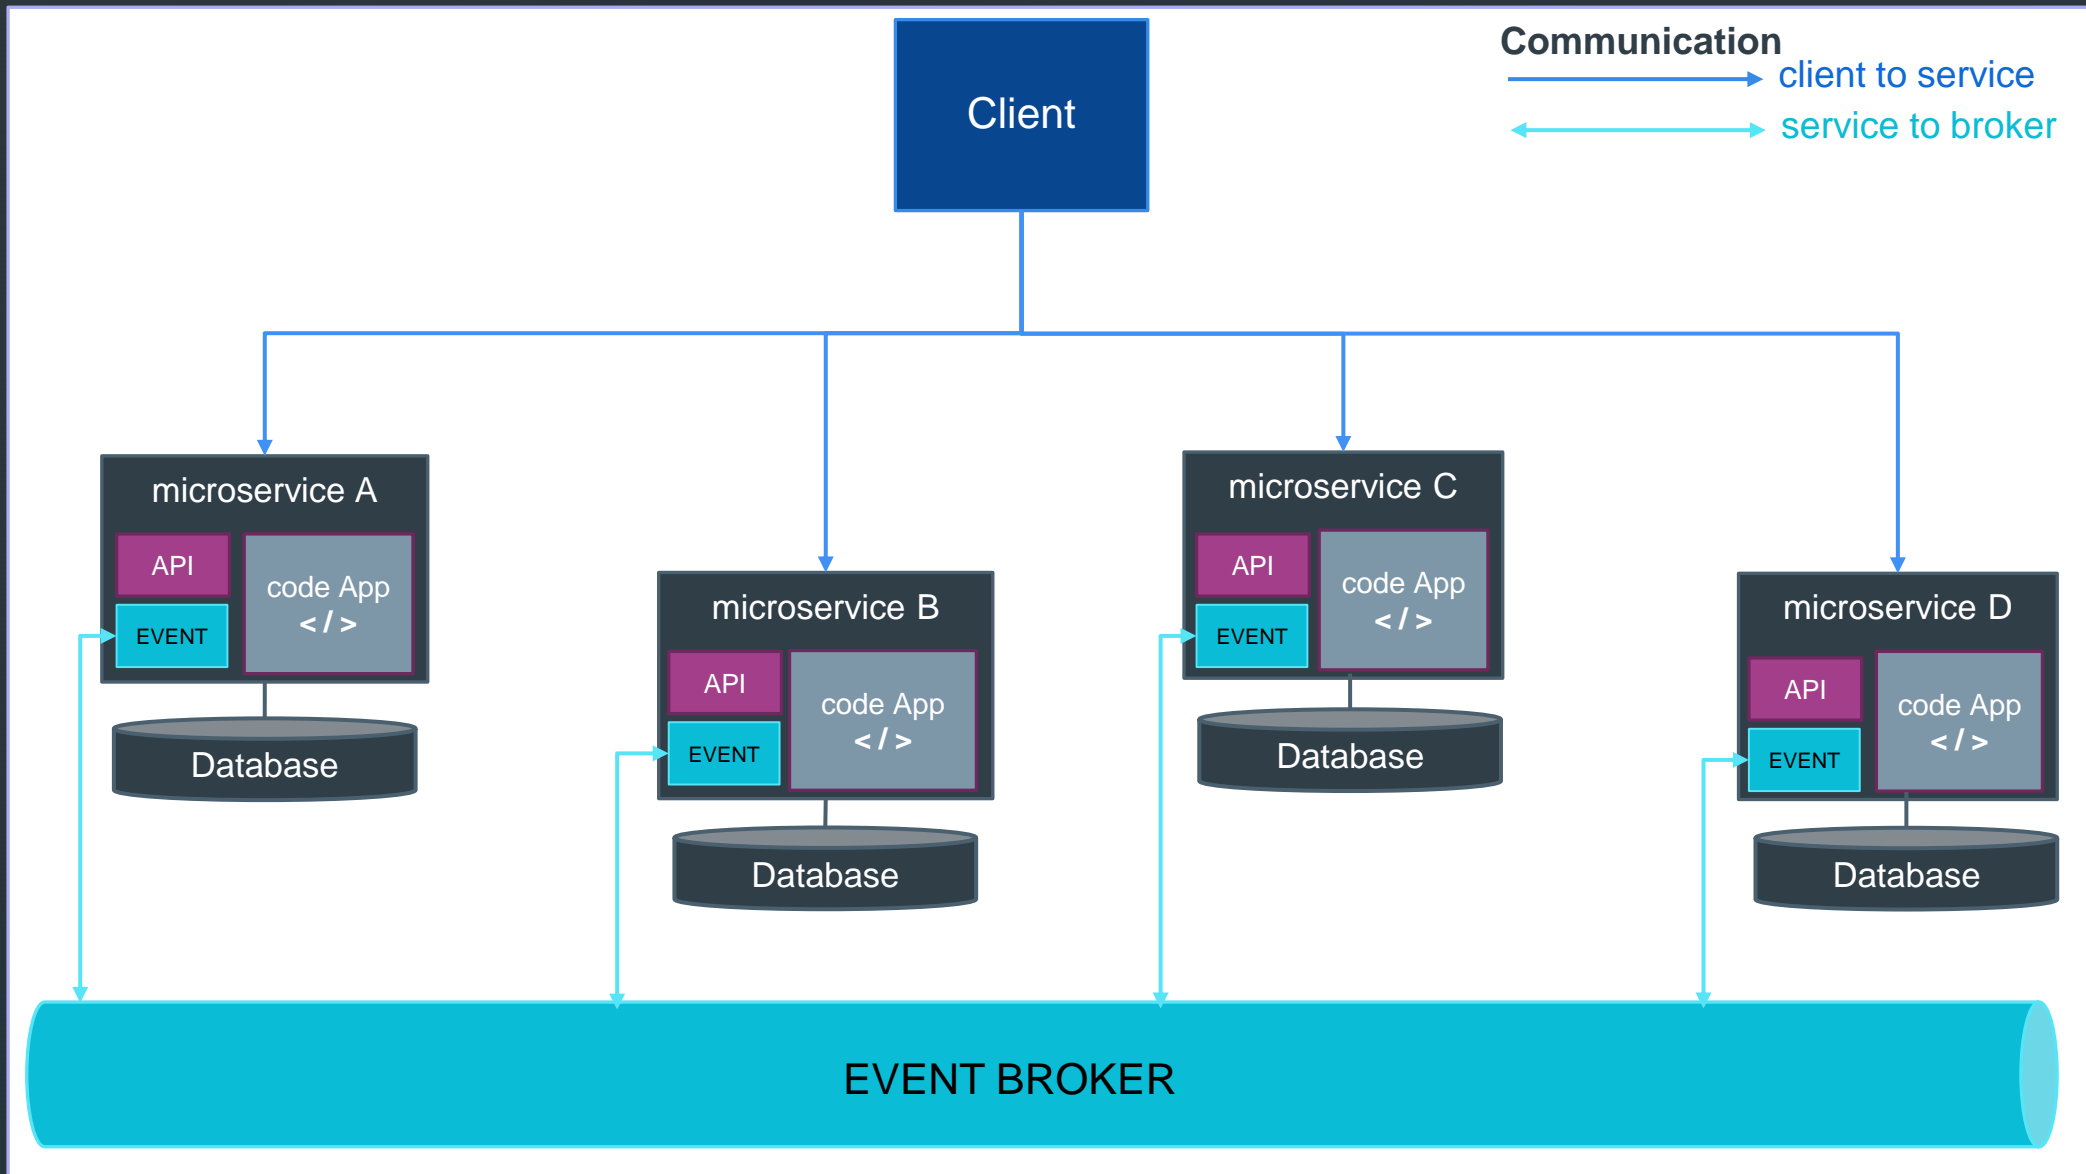 Communication
client to service
service to broker
Client
microservice A
API
EVENT
code App
< / >
Database
microservice B
API
EVENT
code App
< / >
Database
microservice C
API
EVENT
code App
< / >
Database
microservice D
API
EVENT
code App
< / >
Database
EVENT BROKER